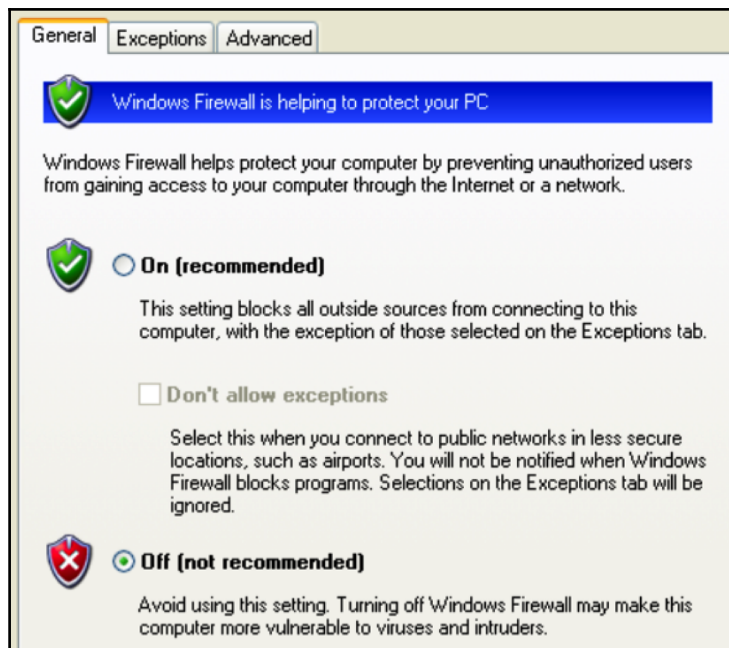 General Exceptions Advanced
Windows Firewall is helping to protect your PC
Windows Firewall helps protect your computer by preventing unauthorized users
from gaining access to your computer through the Internet or a network.
On (recommended)
This setting blocks all outside sources from connecting to this
computer, with the exception of those selected on the Exceptions tab.
Don't allow exceptions
Select this when you connect to public networks in less secure
locations, such as airports. You will not be notified when Windows
Firewall blocks programs. Selections on the Exceptions tab will be
ignored.
Off (not recommended)
Avoid using this setting. Turning off Windows Firewall may make this
computer more vulnerable to viruses and intruders.